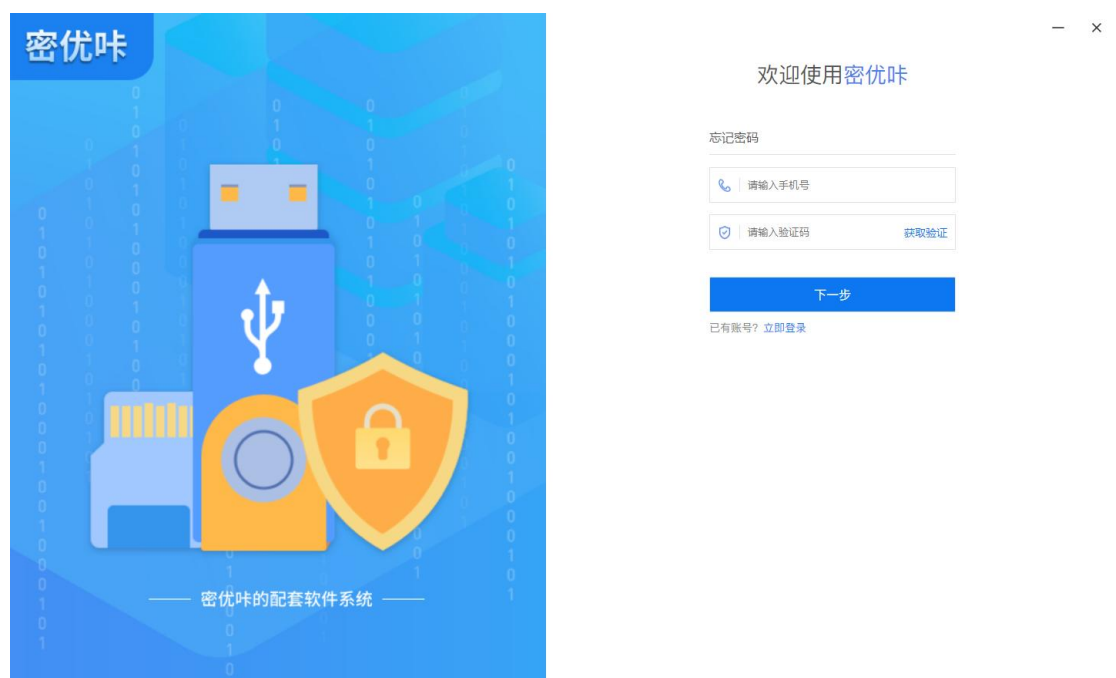 密优咔
密优咔的配套软件系统
欢迎使用密优咔
忘记密码
请输入手机号
请输入验证码 获取验证
下一步
已有账号? 立即登录